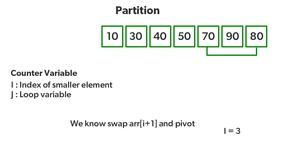 Partition
10 30 40 50 70 90 80
Counter Variable
I : Index of smaller element
J : Loop variable
We know swap arr[i+1] and pivot
I = 3